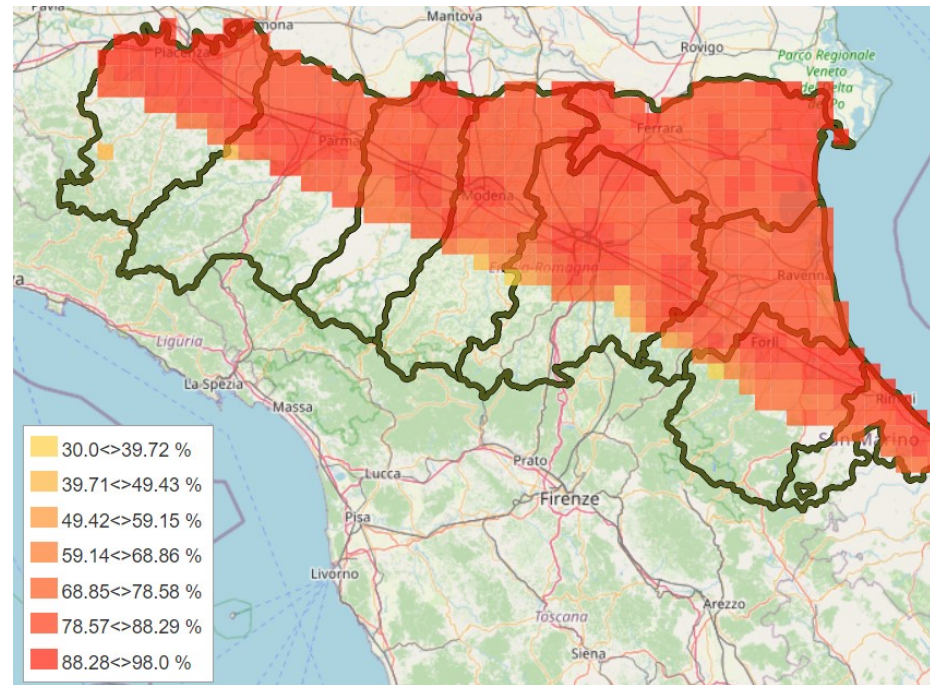 Pavia
mona
Mantova
Piacenza
Rovigo
Parco Regionale
Veneto
del Delta
del Po
Parma
Ferrara
Modena
Emilia-Romagna
va
Ravenna
Liguria
Forlì
La Spezia
Massa
Rimini
San Marino
Lucca
Prato
Firenze
Pisa
Livorno
Arezzo
Toscana
Siena
30.0<>39.72 %
39.71<>49.43 %
49.42<>59.15 %
59.14<>68.86 %
68.85<>78.58 %
78.57<>88.29 %
88.28<>98.0 %